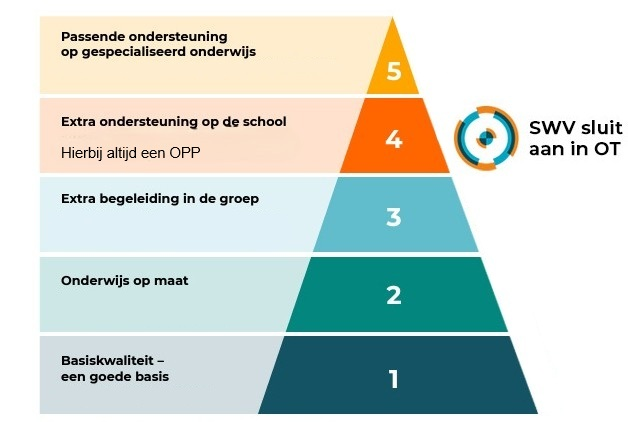 Passende ondersteuning
op gespecialiseerd onderwijs
5
Extra ondersteuning op de school
Hierbij altijd een OPP
4
SWV sluit
aan in OT
Extra begeleiding in de groep
3
Onderwijs op maat
2
Basiskwaliteit –
een goede basis
1